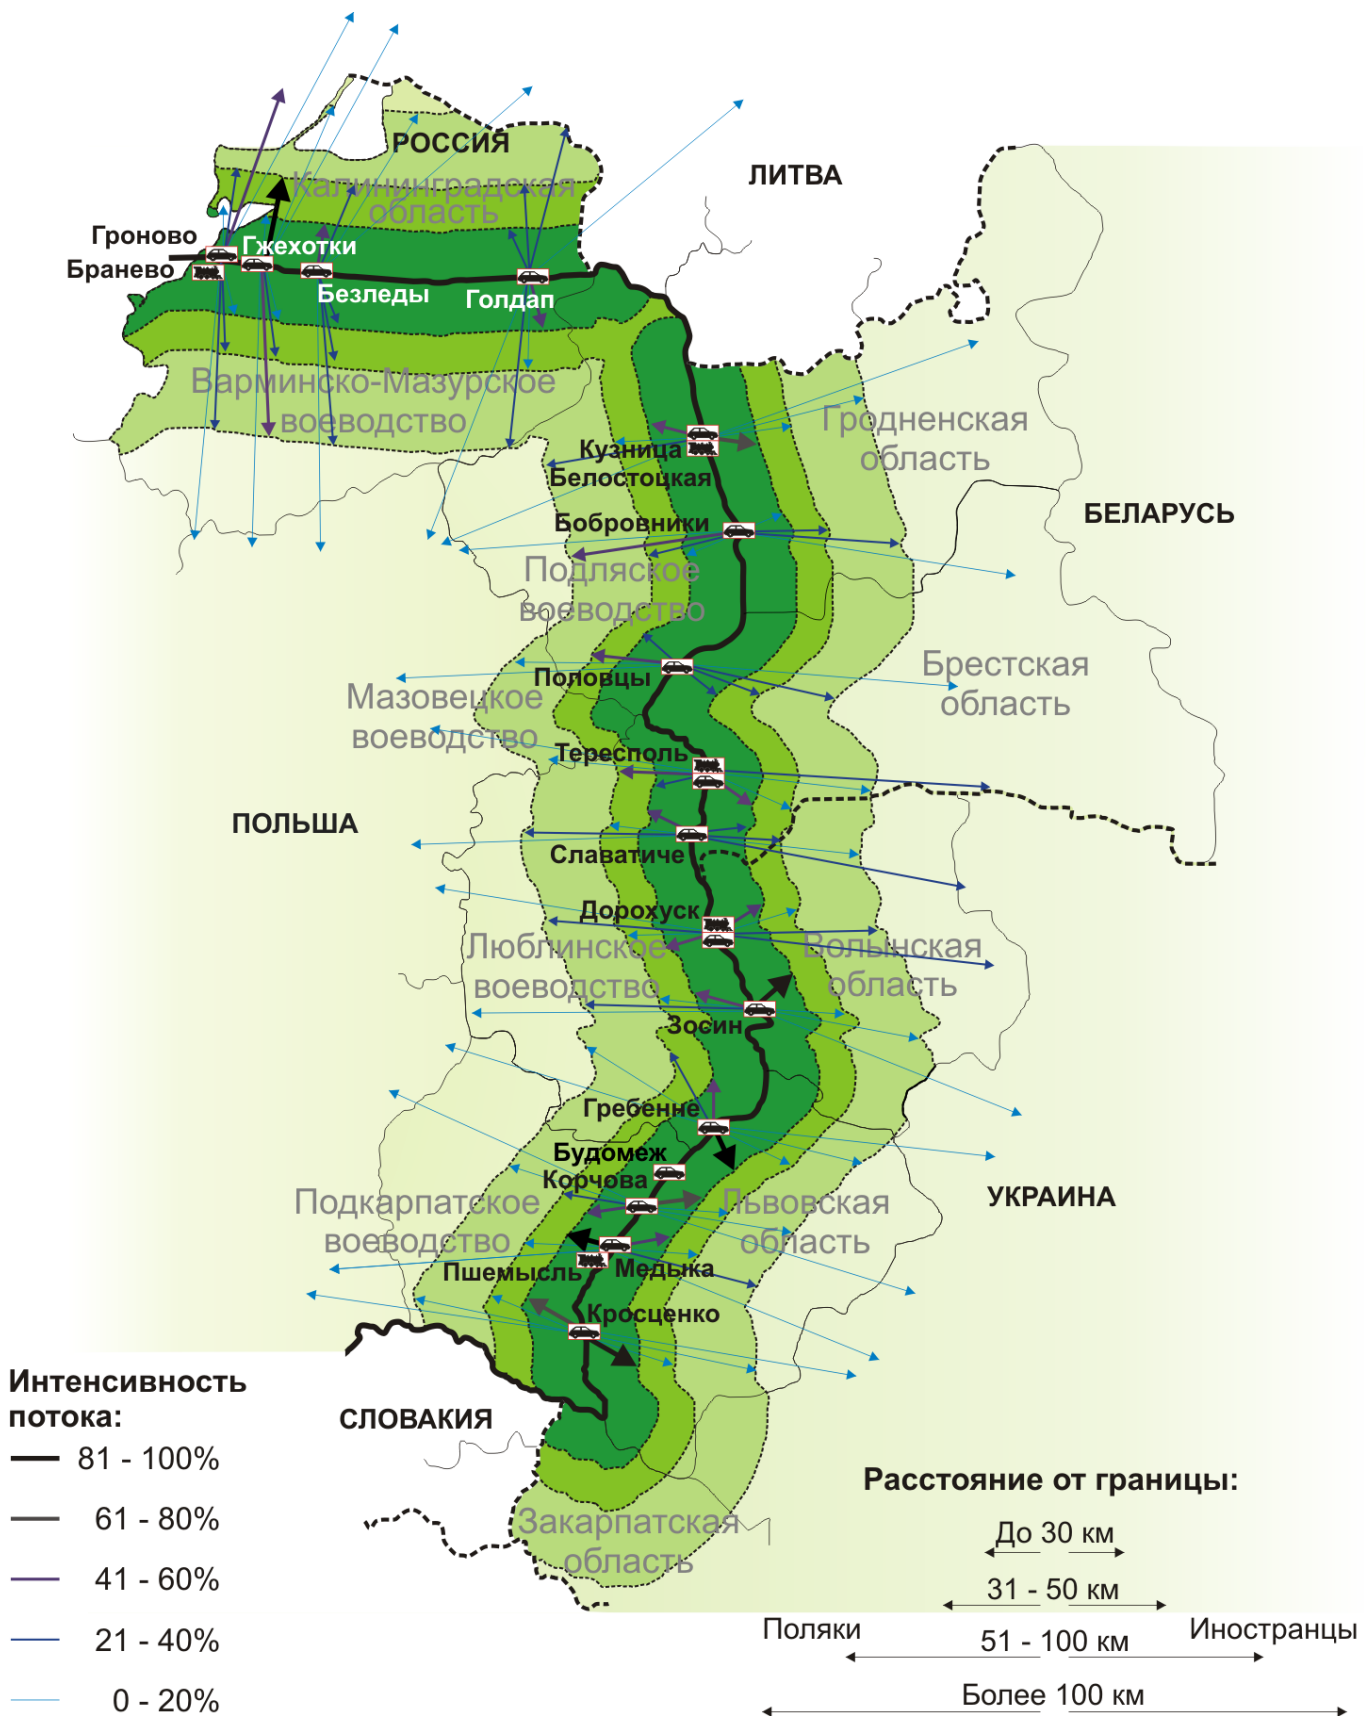 РОССИЯ
Калининградская
область
ЛИТВА
Гроново
Гжехотки
Бранево
Безледы
Голдап
Варминско-Мазурское
воеводство
Гродненская
область
Кузница
Белостоцкая
БЕЛАРУСЬ
Бобровники
Подляское
воеводство
Брестская
область
Половцы
Мазовецкое
воеводство
Тересполь
ПОЛЬША
Славатиче
Дорохуск
Люблинское
воеводство
Волынская
область
Зосин
Гребенне
Будомеж
Корчова
УКРАИНА
Подкарпатское
воеводство
Львовская
область
Пшемысль
Медыка
Кросценко
СЛОВАКИЯ
Закарпатская
область
Интенсивность
потока:
81 - 100%
61 - 80%
41 - 60%
21 - 40%
0 - 20%
Расстояние от границы:
До 30 км
31 - 50 км
Поляки
51 - 100 км
Иностранцы
Более 100 км